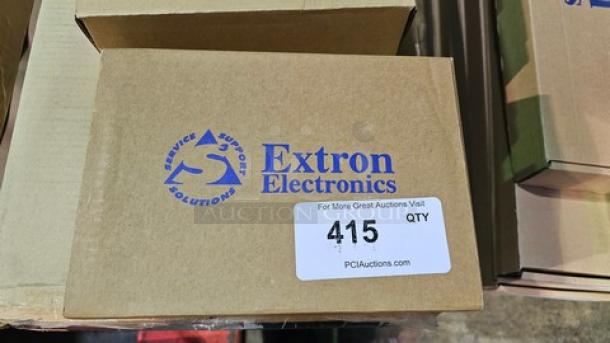 SERVICE SUPPORT SOLUTIONS
S³
Extron
Electronics
AUCTION GROUP
For More Great Auctions Visit
415 QTY
PCIAuctions.com